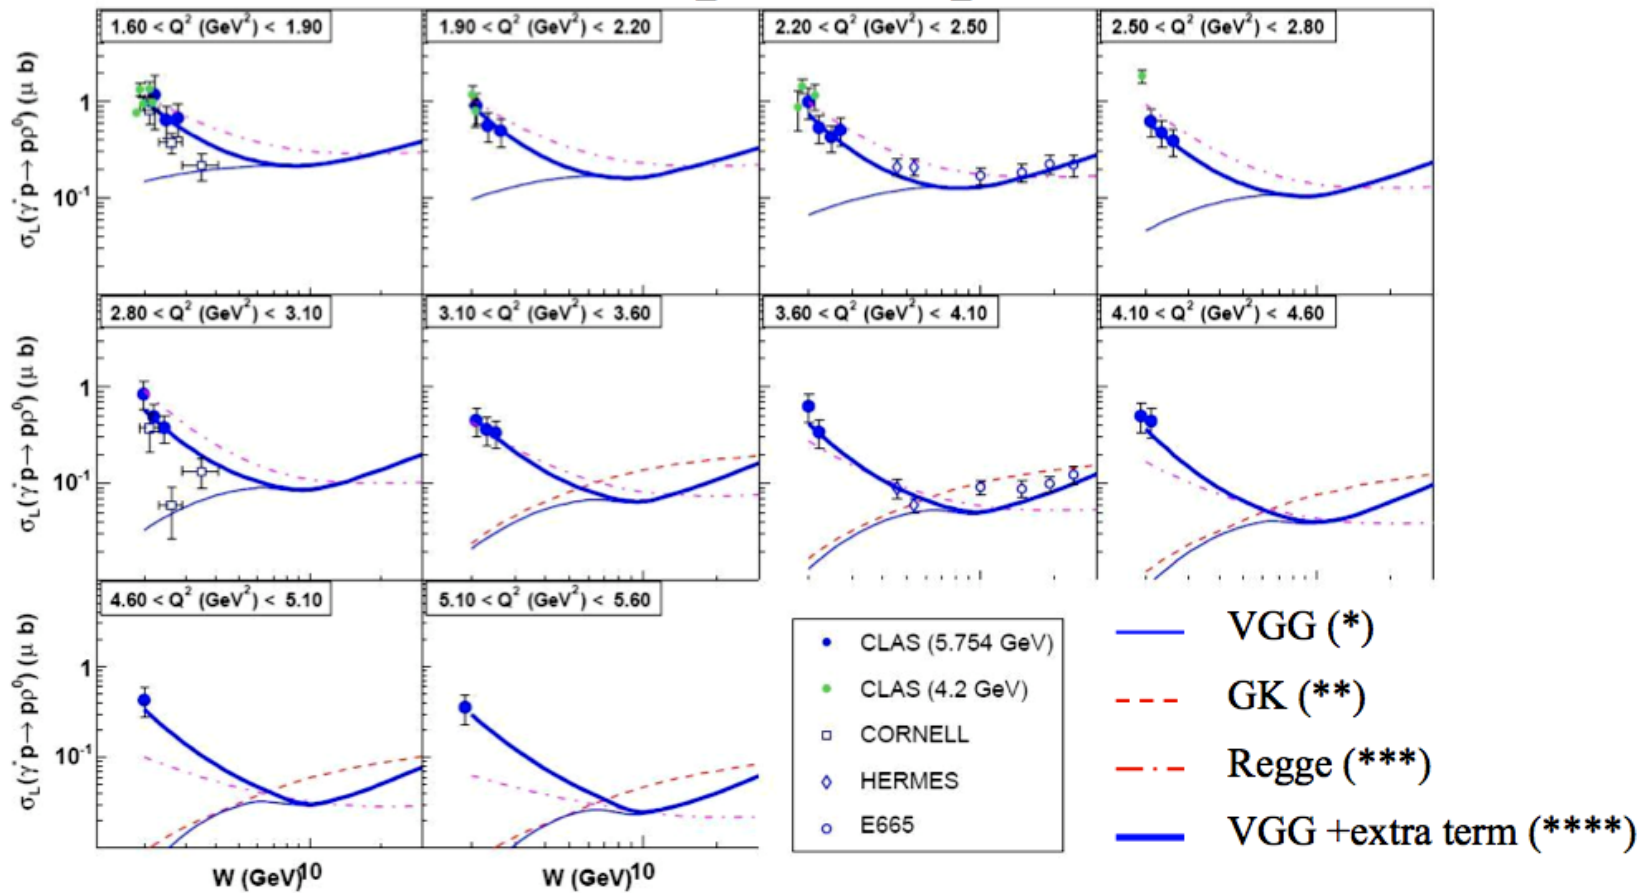 1.60 < Q² (GeV²) < 1.90
1.90 < Q² (GeV²) < 2.20
2.20 < Q² (GeV²) < 2.50
2.50 < Q² (GeV²) < 2.80
σ_L(γ*p→ pρ⁰) (μ b)
1
10⁻¹
2.80 < Q² (GeV²) < 3.10
3.10 < Q² (GeV²) < 3.60
3.60 < Q² (GeV²) < 4.10
4.10 < Q² (GeV²) < 4.60
σ_L(γ*p→ pρ⁰) (μ b)
1
10⁻¹
4.60 < Q² (GeV²) < 5.10
5.10 < Q² (GeV²) < 5.60
σ_L(γ*p→ pρ⁰) (μ b)
1
10⁻¹
W (GeV)
10
W (GeV)
10
CLAS (5.754 GeV)
CLAS (4.2 GeV)
CORNELL
HERMES
E665
VGG (*)
GK (**)
Regge (***)
VGG +extra term (****)